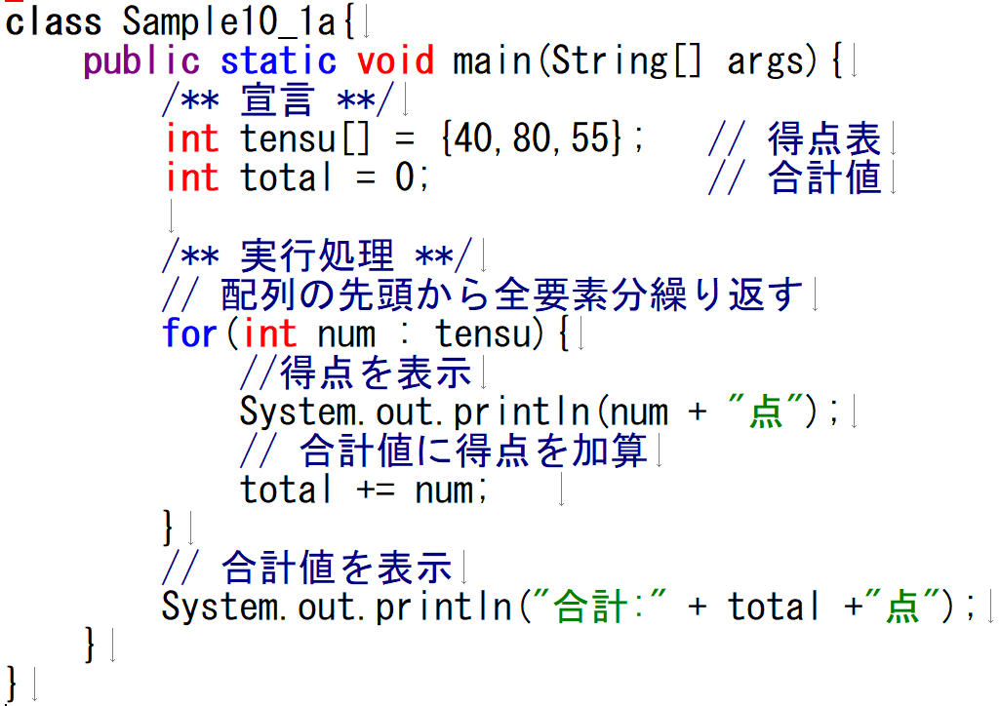 class Sample10_1a{
    public static void main(String[] args){
        /** 宣言 **/
        int tensu[] = {40,80,55};   // 得点表
        int total = 0;              // 合計値

        /** 実行処理 **/
        // 配列の先頭から全要素分繰り返す
        for(int num : tensu){
            //得点を表示
            System.out.println(num + "点");
            // 合計値に得点を加算
            total += num;
        }
        // 合計値を表示
        System.out.println("合計:" + total +"点");
    }
}